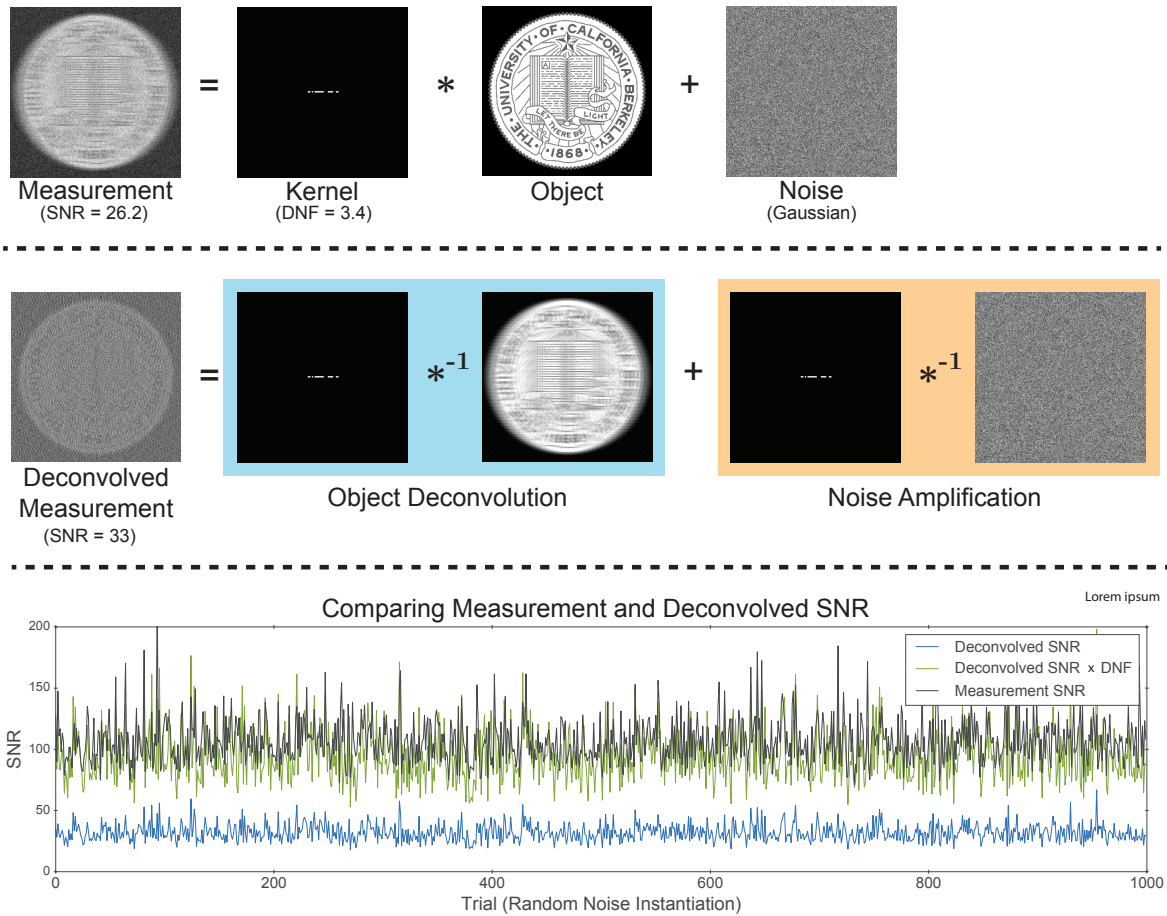 =
*
THE · UNIVERSITY · OF · CALFORNIA · BERKELEY ·
A
LET THERE BE LIGHT
· 1868 ·
+
Measurement
(SNR = 26.2)
Kernel
(DNF = 3.4)
Object
Noise
(Gaussian)
=
*-1
+
*-1
Deconvolved
Measurement
(SNR = 33)
Object Deconvolution
Noise Amplification
Lorem ipsum
Comparing Measurement and Deconvolved SNR
200
150
100
50
0
SNR
Deconvolved SNR
Deconvolved SNR x DNF
Measurement SNR
0
200
400
600
800
1000
Trial (Random Noise Instantiation)